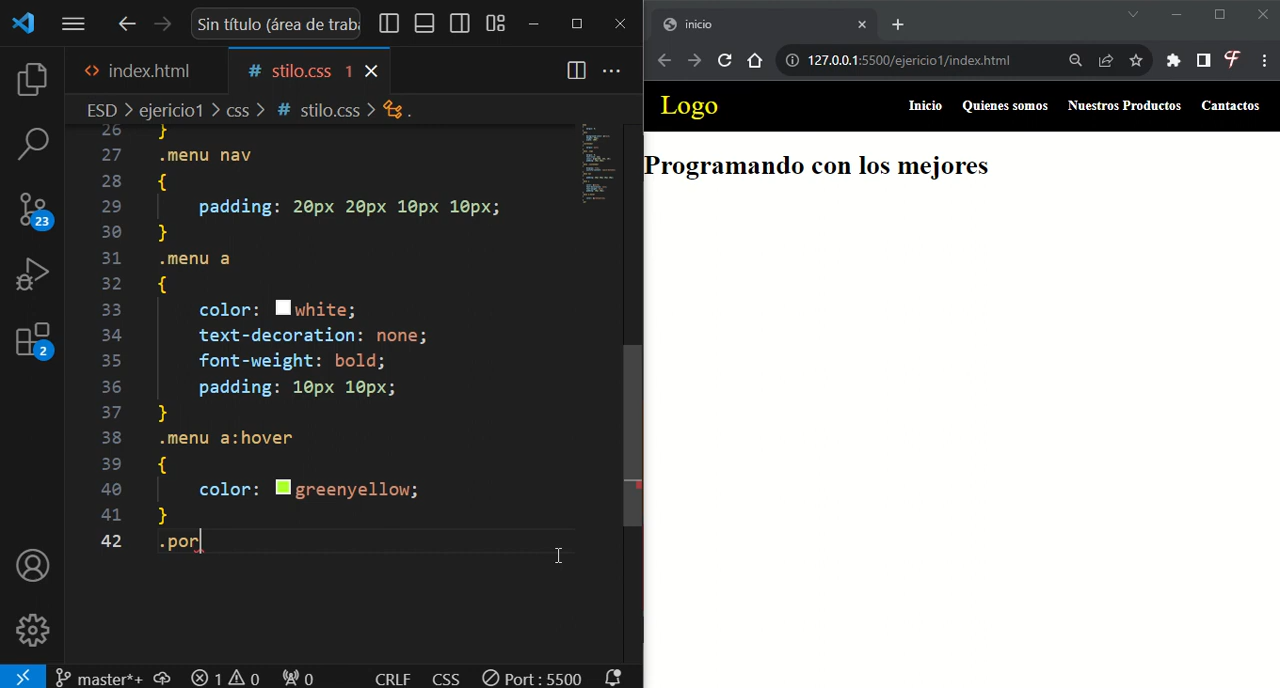 Sin título (área de traba
index.html
# stilo.css 1
ESD > ejericio1 > css > # stilo.css > .
26 }
27 .menu nav
28 {
29 padding: 20px 20px 10px 10px;
30 }
31 .menu a
32 {
33 color: white;
34 text-decoration: none;
35 font-weight: bold;
36 padding: 10px 10px;
37 }
38 .menu a:hover
39 {
40 color: greenyellow;
41 }
42 .por
23
2
master*+ 1 0 0 CRLF CSS Port : 5500
inicio
127.0.0.1:5500/ejericio1/index.html
Logo Inicio Quienes somos Nuestros Productos Cantactos
Programando con los mejores